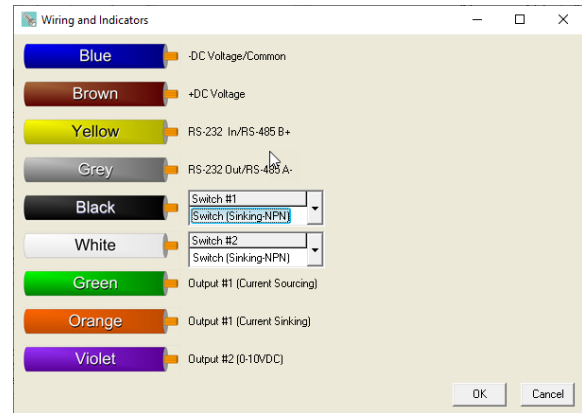 Wiring and Indicators
Blue -DC Voltage/Common
Brown +DC Voltage
Yellow RS-232 In/RS-485 B+
Grey RS-232 Out/RS-485 A-
Black Switch #1
Switch (Sinking-NPN)
White Switch #2
Switch (Sinking-NPN)
Green Output #1 (Current Sourcing)
Orange Output #1 (Current Sinking)
Violet Output #2 (0-10VDC)
OK Cancel